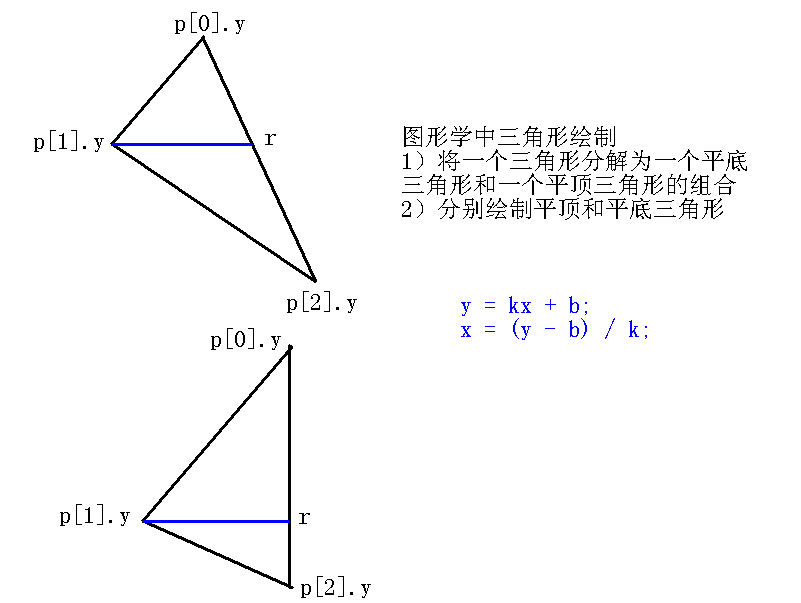 p[0].y
p[1].y
r
p[2].y
图形学中三角形绘制
1）将一个三角形分解为一个平底
三角形和一个平顶三角形的组合
2）分别绘制平顶和平底三角形
y = kx + b;
x = (y - b) / k;
p[0].y
p[1].y
r
p[2].y